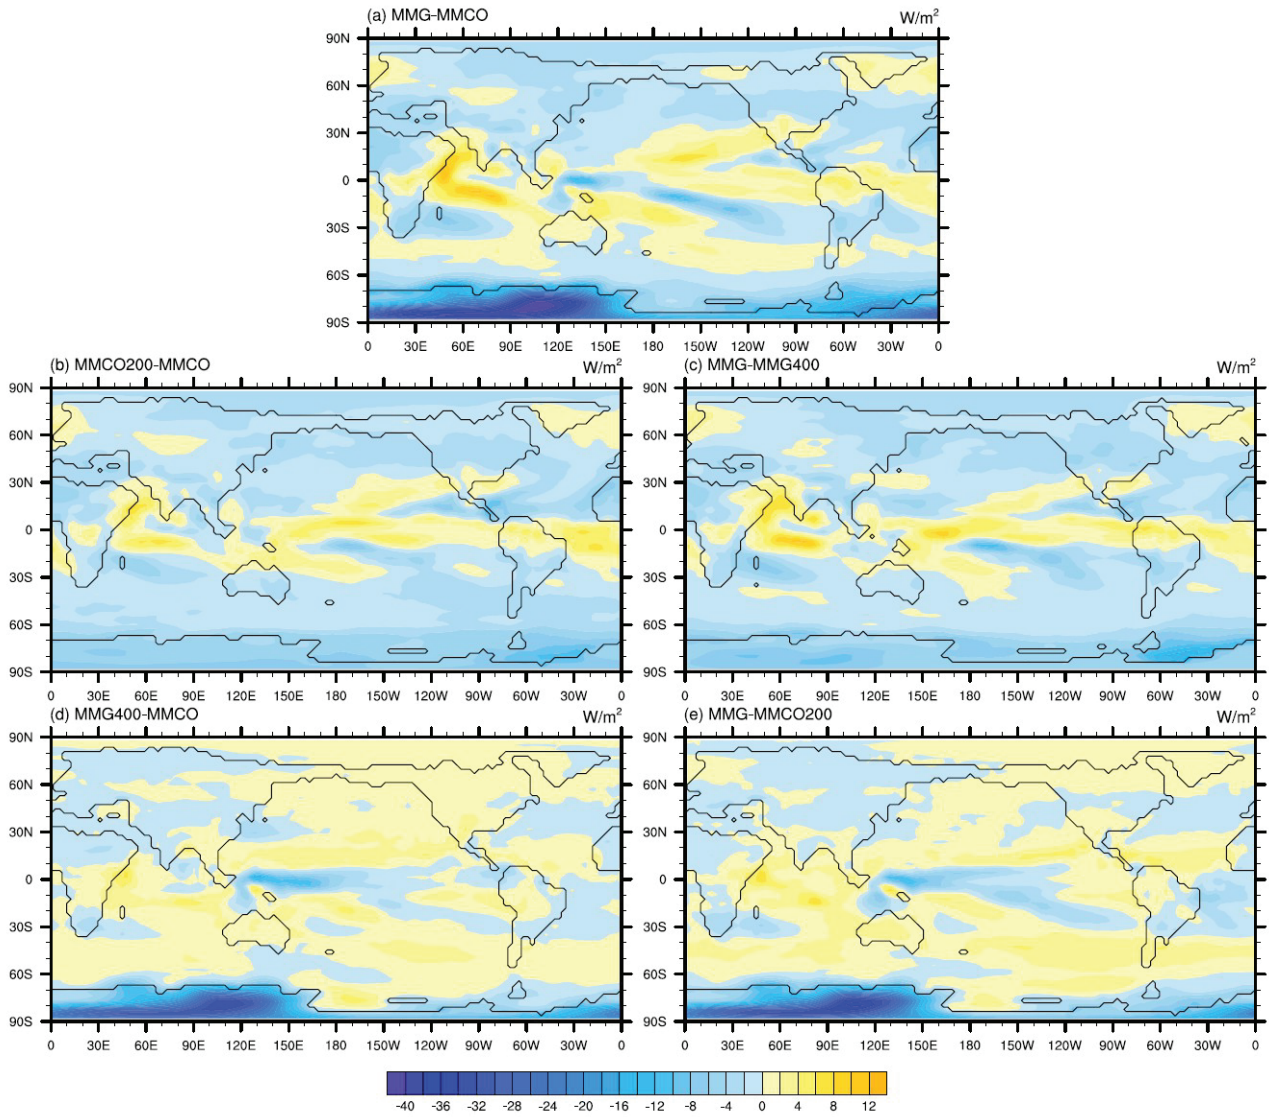 (a) MMG-MMCO W/m²
90N
60N
30N
0
30S
60S
90S
0 30E 60E 90E 120E 150E 180 150W 120W 90W 60W 30W 0
(b) MMCO200-MMCO W/m²
(c) MMG-MMG400 W/m²
90N 90N
60N 60N
30N 30N
0 0
30S 30S
60S 60S
90S 90S
0 30E 60E 90E 120E 150E 180 150W 120W 90W 60W 30W 0
0 30E 60E 90E 120E 150E 180 150W 120W 90W 60W 30W 0
(d) MMG400-MMCO W/m²
(e) MMG-MMCO200 W/m²
90N 90N
60N 60N
30N 30N
0 0
30S 30S
60S 60S
90S 90S
0 30E 60E 90E 120E 150E 180 150W 120W 90W 60W 30W 0
0 30E 60E 90E 120E 150E 180 150W 120W 90W 60W 30W 0
-40 -36 -32 -28 -24 -20 -16 -12 -8 -4 0 4 8 12